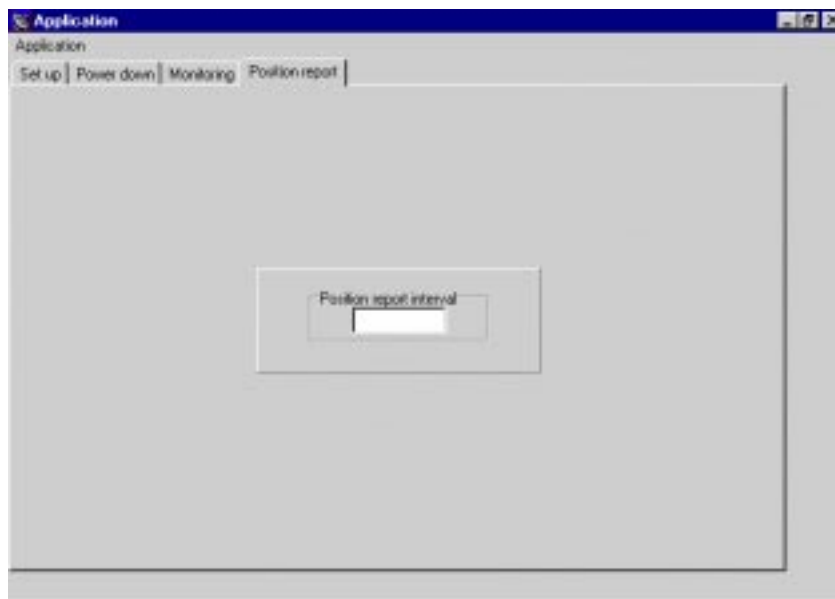 Application
Application
Set up Power down Monitoring Position report
Position report interval